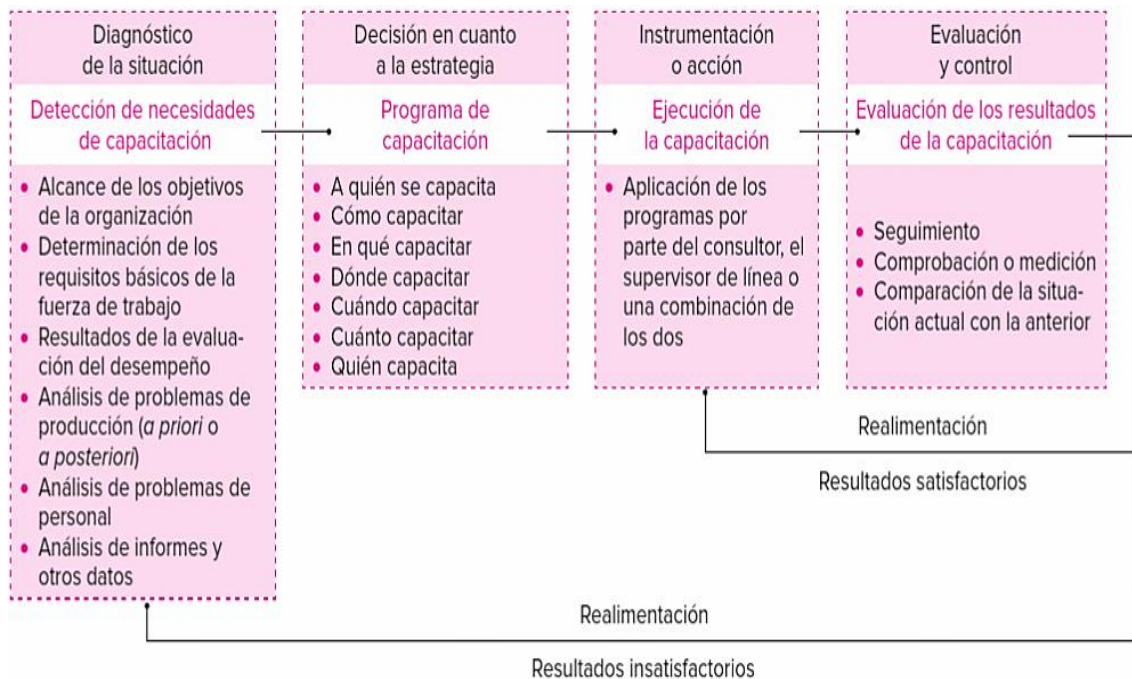 Diagnóstico
de la situación
Detección de necesidades
de capacitación
• Alcance de los objetivos
de la organización
• Determinación de los
requisitos básicos de la
fuerza de trabajo
• Resultados de la evalua-
ción del desempeño
• Análisis de problemas de
producción (a priori o
a posteriori)
• Análisis de problemas de
personal
• Análisis de informes y
otros datos
Decisión en cuanto
a la estrategia
Programa de
capacitación
• A quién se capacita
• Cómo capacitar
• En qué capacitar
• Dónde capacitar
• Cuándo capacitar
• Cuánto capacitar
• Quién capacita
Instrumentación
o acción
Ejecución de
la capacitación
• Aplicación de los
programas por
parte del consultor, el
supervisor de línea o
una combinación de
los dos
Evaluación
y control
Evaluación de los resultados
de la capacitación
• Seguimiento
• Comprobación o medición
• Comparación de la situa-
ción actual con la anterior
Realimentación
Resultados satisfactorios
Realimentación
Resultados insatisfactorios